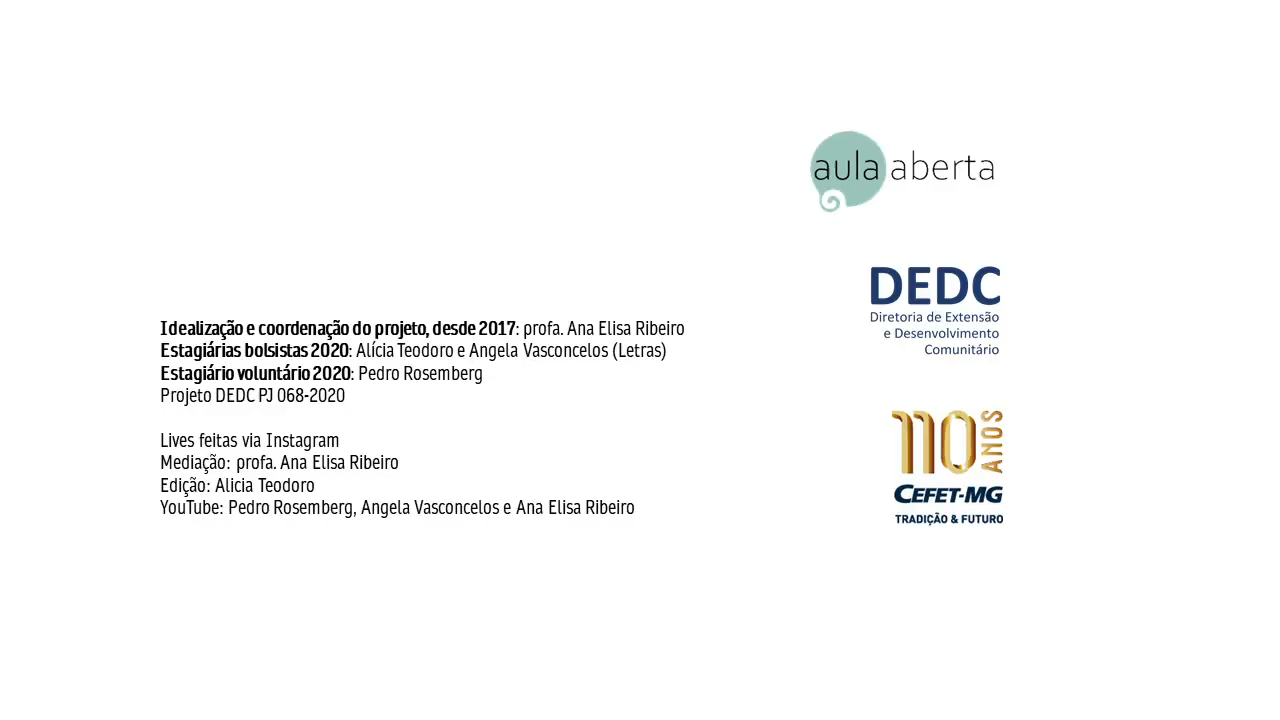 aula aberta
DEDC
Diretoria de Extensão
e Desenvolvimento
Comunitário
Idealização e coordenação do projeto, desde 2017: profa. Ana Elisa Ribeiro
Estagiárias bolsistas 2020: Alícia Teodoro e Angela Vasconcelos (Letras)
Estagiário voluntário 2020: Pedro Rosemberg
Projeto DEDC PJ 068-2020
Lives feitas via Instagram
Mediação: profa. Ana Elisa Ribeiro
Edição: Alicia Teodoro
YouTube: Pedro Rosemberg, Angela Vasconcelos e Ana Elisa Ribeiro
110 ANOS
CEFET-MG
TRADIÇÃO & FUTURO